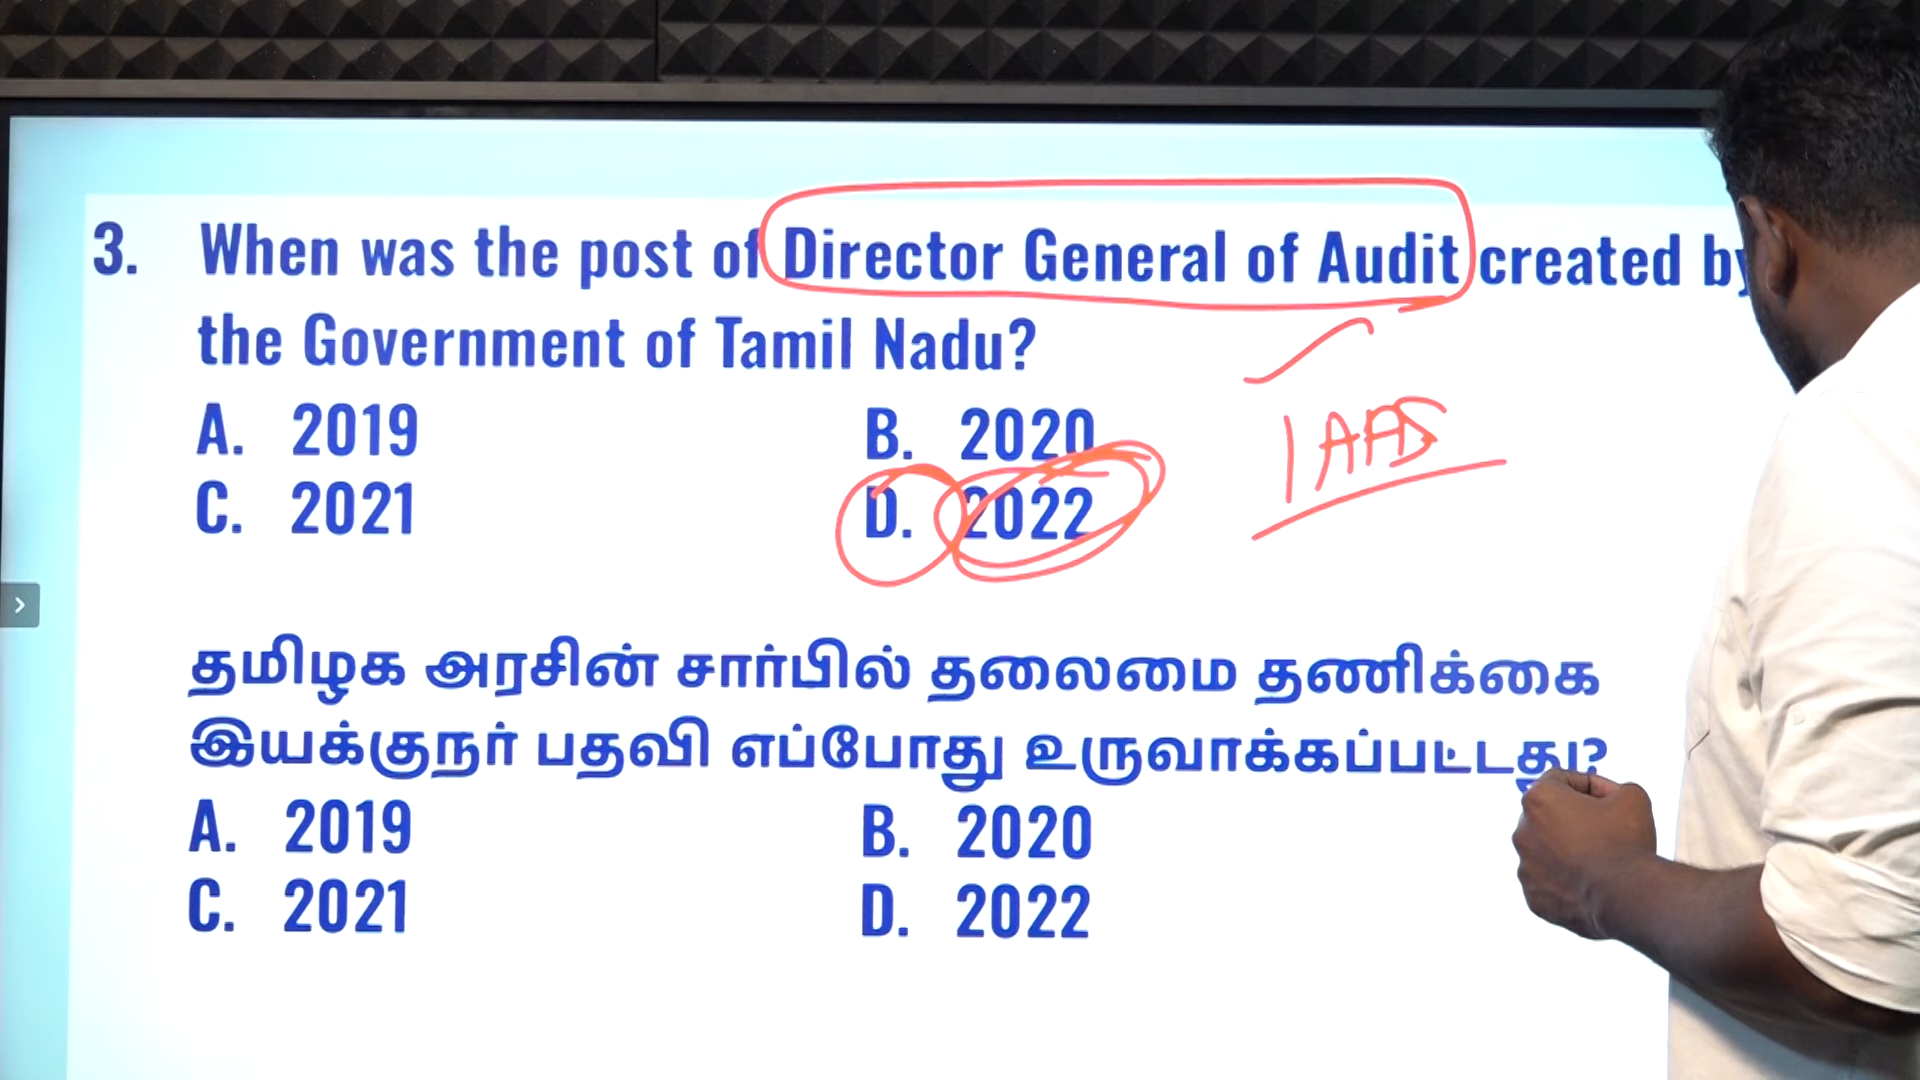 3. When was the post of Director General of Audit created by
the Government of Tamil Nadu?
A. 2019 B. 2020
C. 2021 D. 2022
IAAS
தமிழக அரசின் சார்பில் தலைமை தணிக்கை
இயக்குநர் பதவி எப்போது உருவாக்கப்பட்டது?
A. 2019 B. 2020
C. 2021 D. 2022